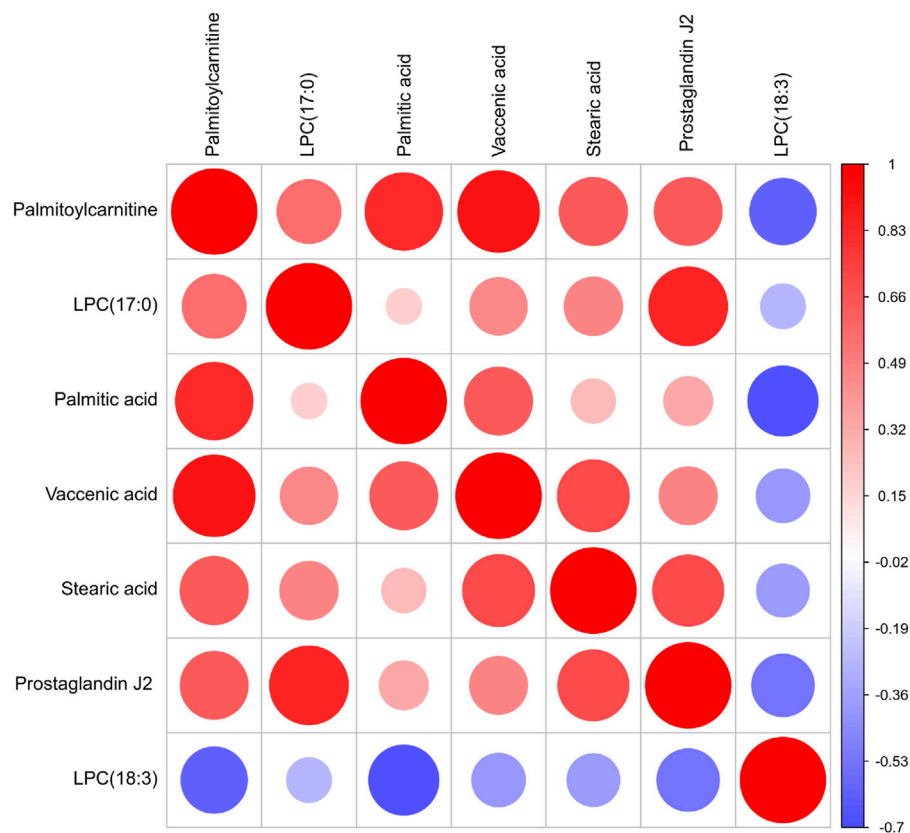 Palmitoylcarnitine
LPC(17:0)
Palmitic acid
Vaccenic acid
Stearic acid
Prostaglandin J2
LPC(18:3)
Palmitoylcarnitine
LPC(17:0)
Palmitic acid
Vaccenic acid
Stearic acid
Prostaglandin J2
LPC(18:3)
1
0.83
0.66
0.49
0.32
0.15
-0.02
-0.19
-0.36
-0.53
-0.7